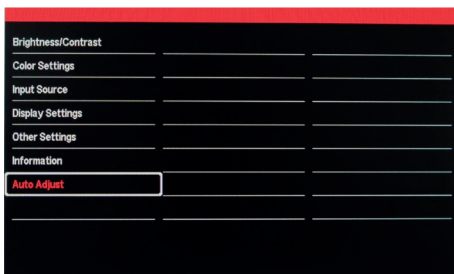 Brightness/Contrast
Color Settings
Input Source
Display Settings
Other Settings
Information
Auto Adjust